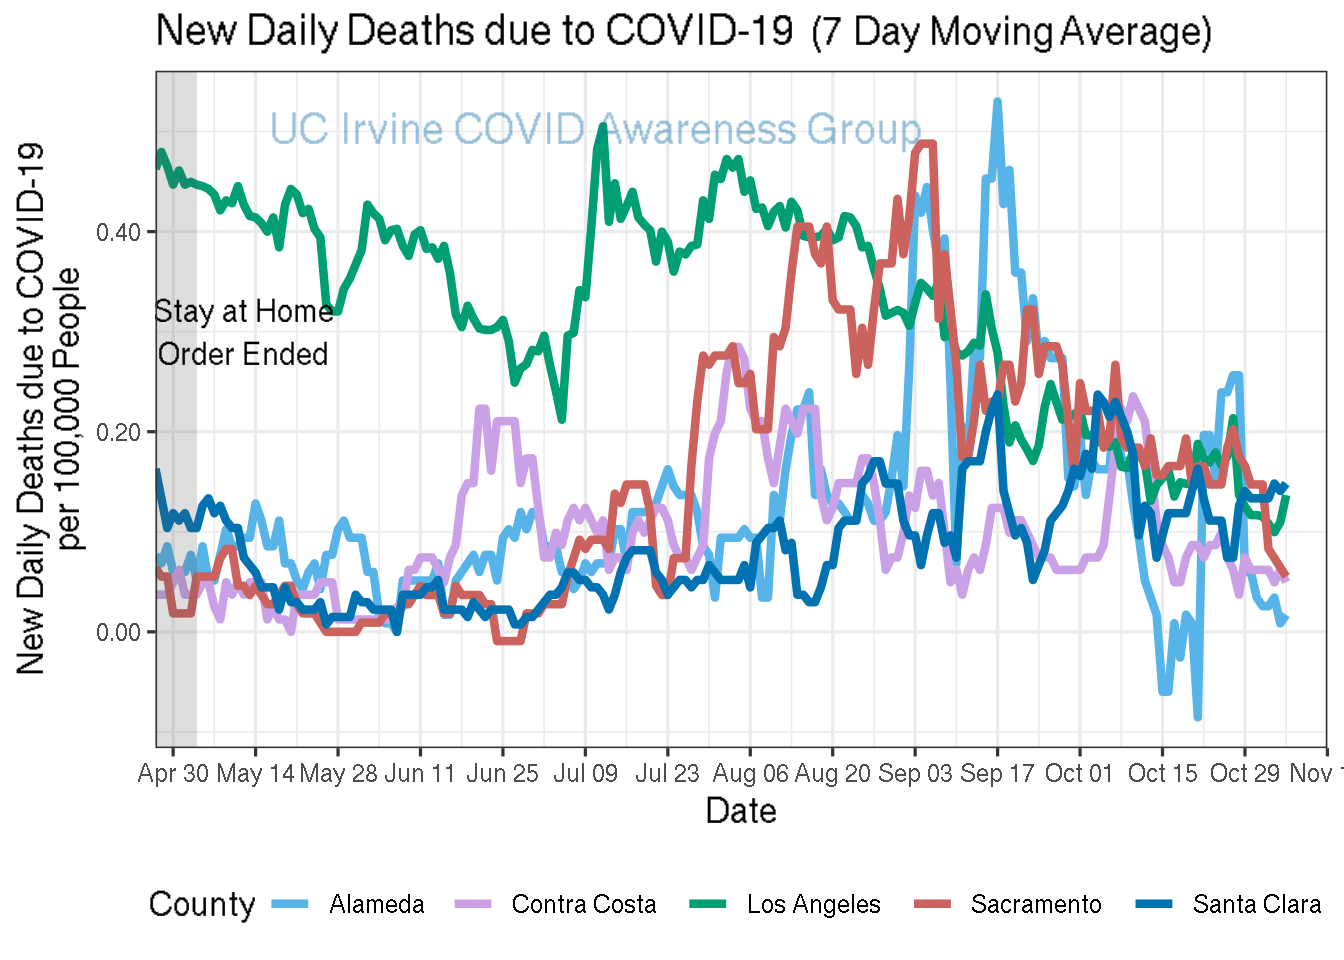 New Daily Deaths due to COVID-19 (7 Day Moving Average)
UC Irvine COVID Awareness Group
New Daily Deaths due to COVID-19
per 100,000 People
0.40
0.20
0.00
Stay at Home
Order Ended
Apr 30 May 14 May 28 Jun 11 Jun 25 Jul 09 Jul 23 Aug 06 Aug 20 Sep 03 Sep 17 Oct 01 Oct 15 Oct 29 Nov
Date
County Alameda Contra Costa Los Angeles Sacramento Santa Clara